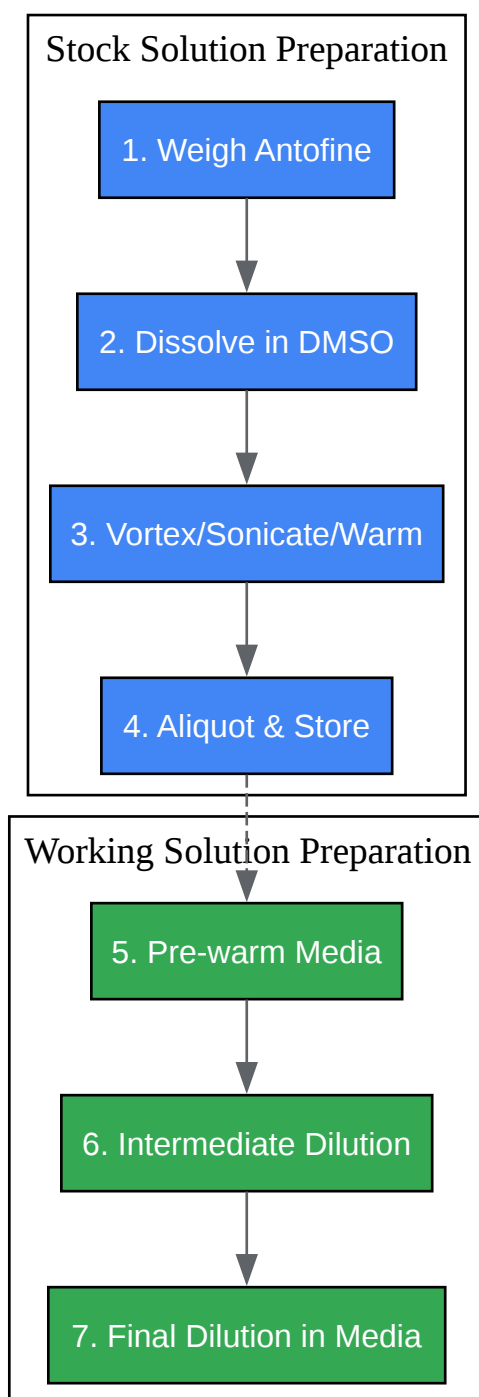 Stock Solution Preparation
1. Weigh Antofine
2. Dissolve in DMSO
3. Vortex/Sonicate/Warm
4. Aliquot & Store
Working Solution Preparation
5. Pre-warm Media
6. Intermediate Dilution
7. Final Dilution in Media